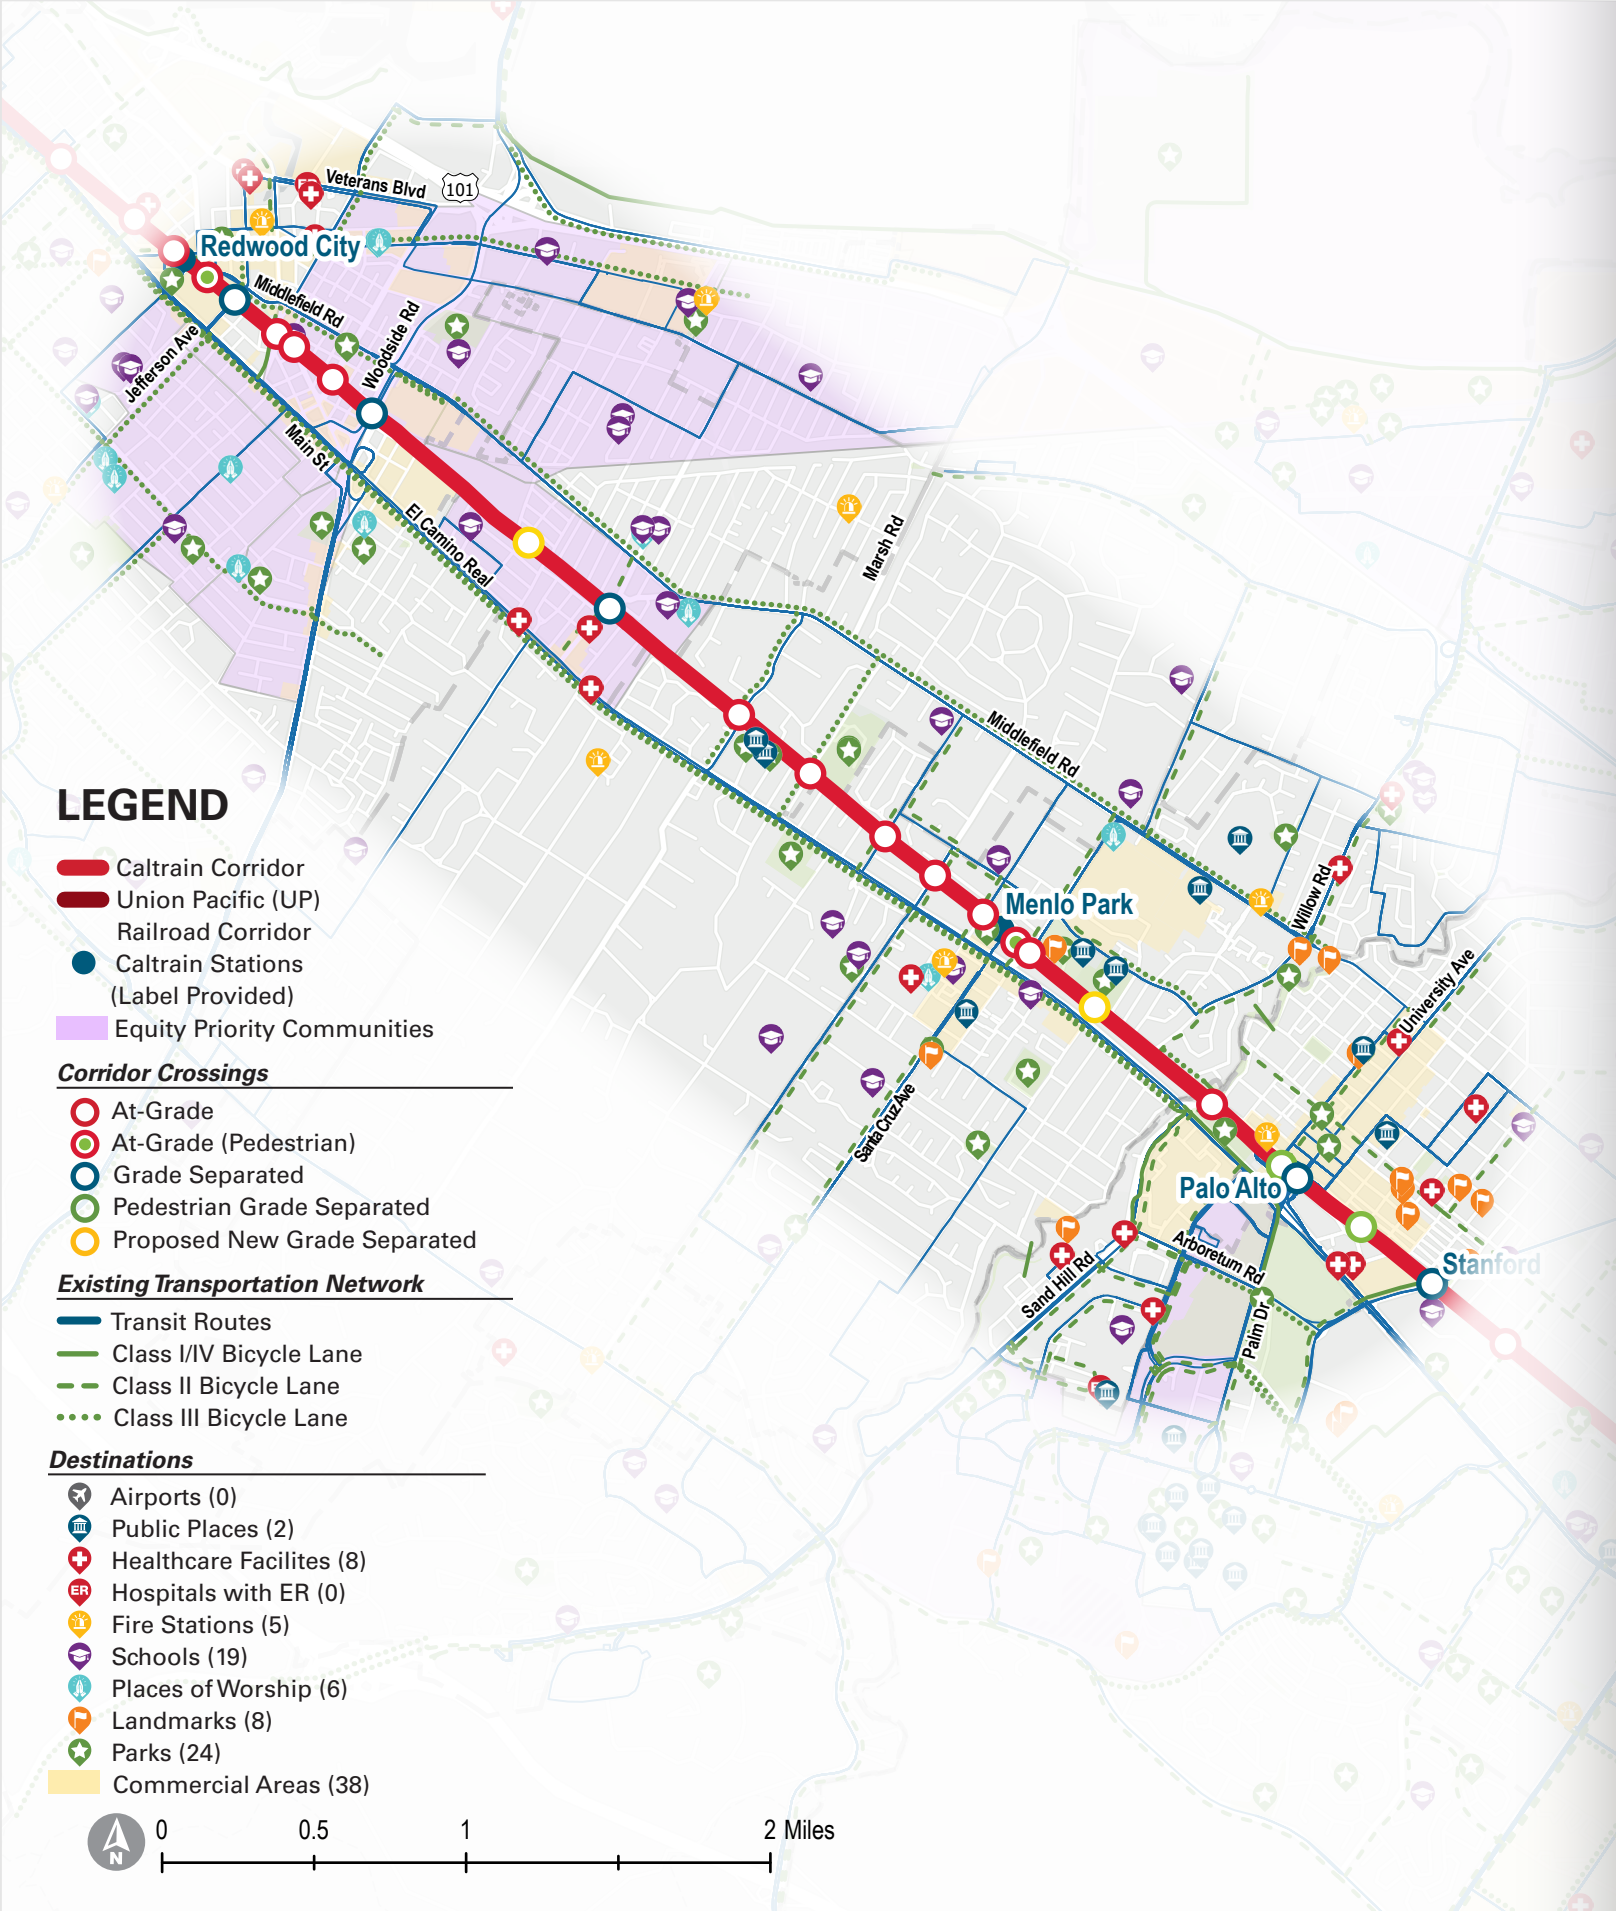 Veterans Blvd
101
Redwood City
Middlefield Rd
Woodside Rd
Jefferson Ave
Main St
El Camino Real
Marsh Rd
Middlefield Rd
Willow Rd
Menlo Park
University Ave
Santa Cruz Ave
Palo Alto
Arboretum Rd
Stanford
Sand Hill Rd
Palm Dr
LEGEND
Caltrain Corridor
Union Pacific (UP)
Railroad Corridor
Caltrain Stations
(Label Provided)
Equity Priority Communities
Corridor Crossings
At-Grade
At-Grade (Pedestrian)
Grade Separated
Pedestrian Grade Separated
Proposed New Grade Separated
Existing Transportation Network
Transit Routes
Class I/IV Bicycle Lane
Class II Bicycle Lane
Class III Bicycle Lane
Destinations
Airports (0)
Public Places (2)
Healthcare Facilites (8)
ER Hospitals with ER (0)
Fire Stations (5)
Schools (19)
Places of Worship (6)
Landmarks (8)
Parks (24)
Commercial Areas (38)
N
0 0.5 1 2 Miles